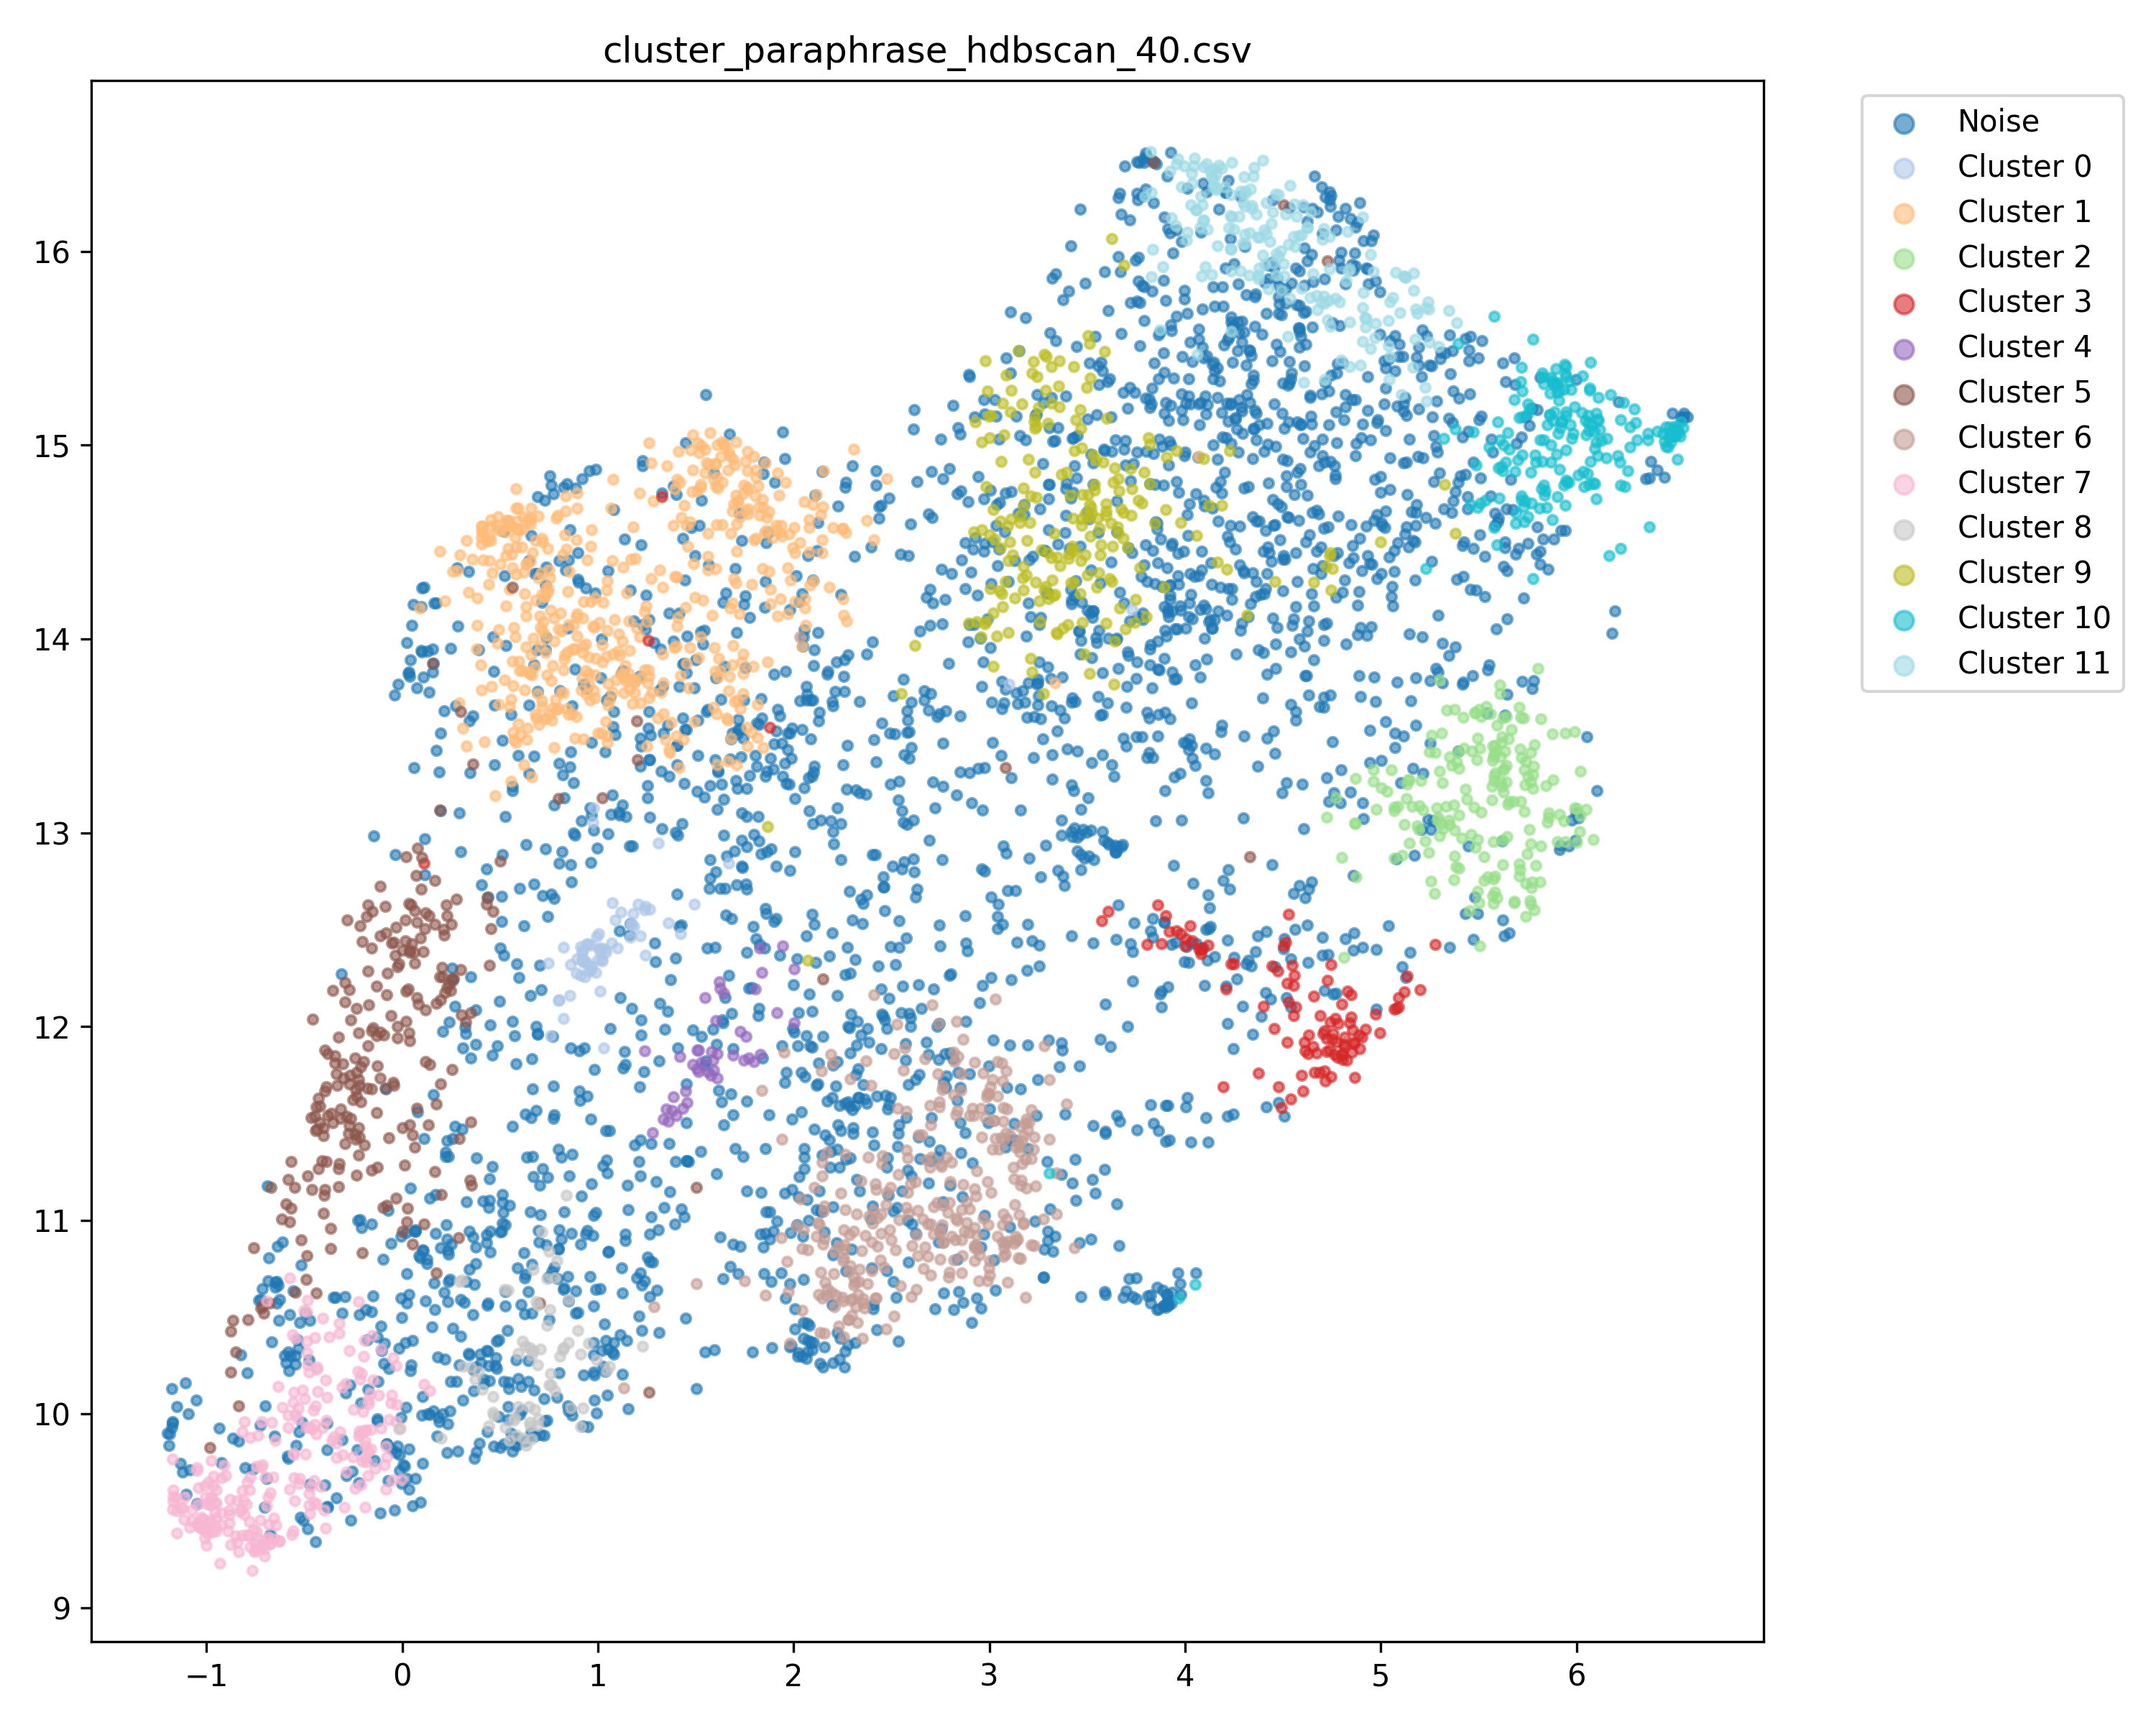 cluster_paraphrase_hdbscan_40.csv
16
15
14
13
12
11
10
9
−1 0 1 2 3 4 5 6
Noise
Cluster 0
Cluster 1
Cluster 2
Cluster 3
Cluster 4
Cluster 5
Cluster 6
Cluster 7
Cluster 8
Cluster 9
Cluster 10
Cluster 11